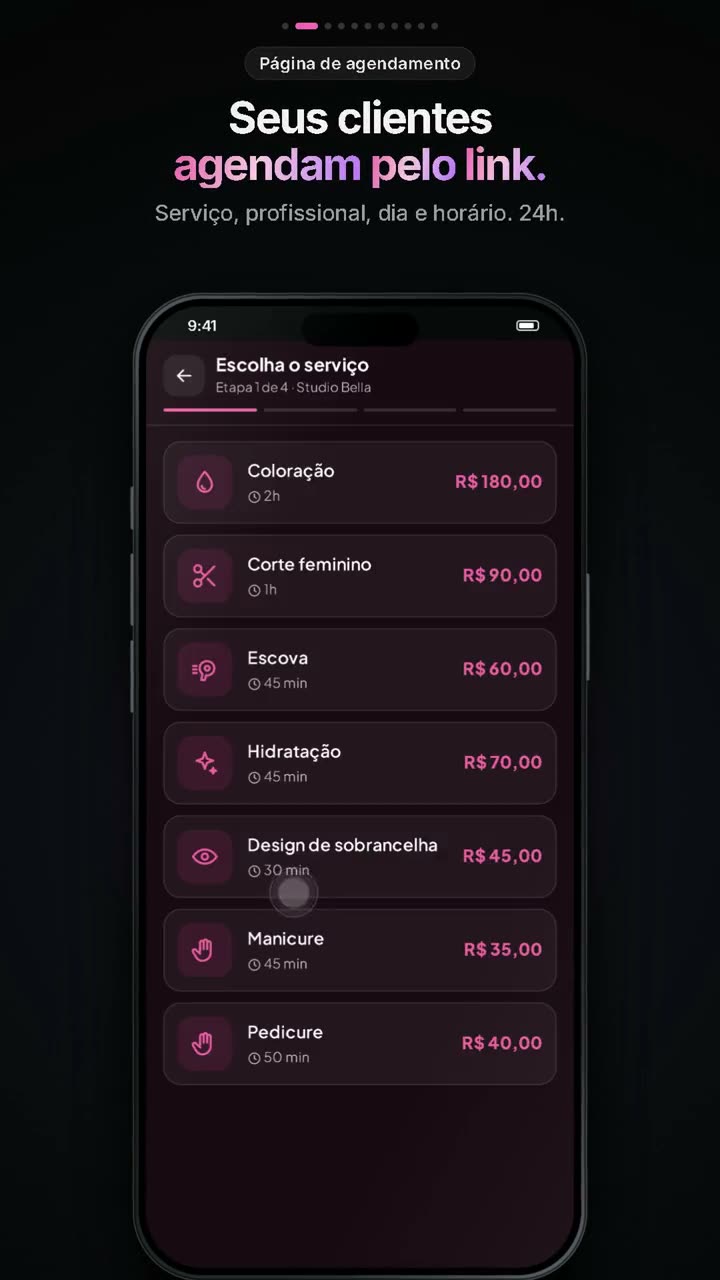 Página de agendamento
Seus clientes
agendam pelo link.
Serviço, profissional, dia e horário. 24h.
9:41
Escolha o serviço
Etapa 1 de 4 · Studio Bella
Coloração
2h
R$ 180,00
Corte feminino
1h
R$ 90,00
Escova
45 min
R$ 60,00
Hidratação
45 min
R$ 70,00
Design de sobrancelha
30 min
R$ 45,00
Manicure
45 min
R$ 35,00
Pedicure
50 min
R$ 40,00